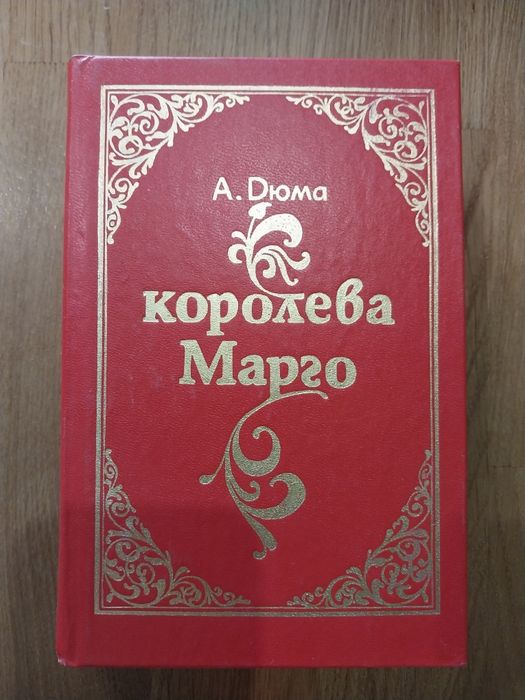 А. Дюма
королева
Марго